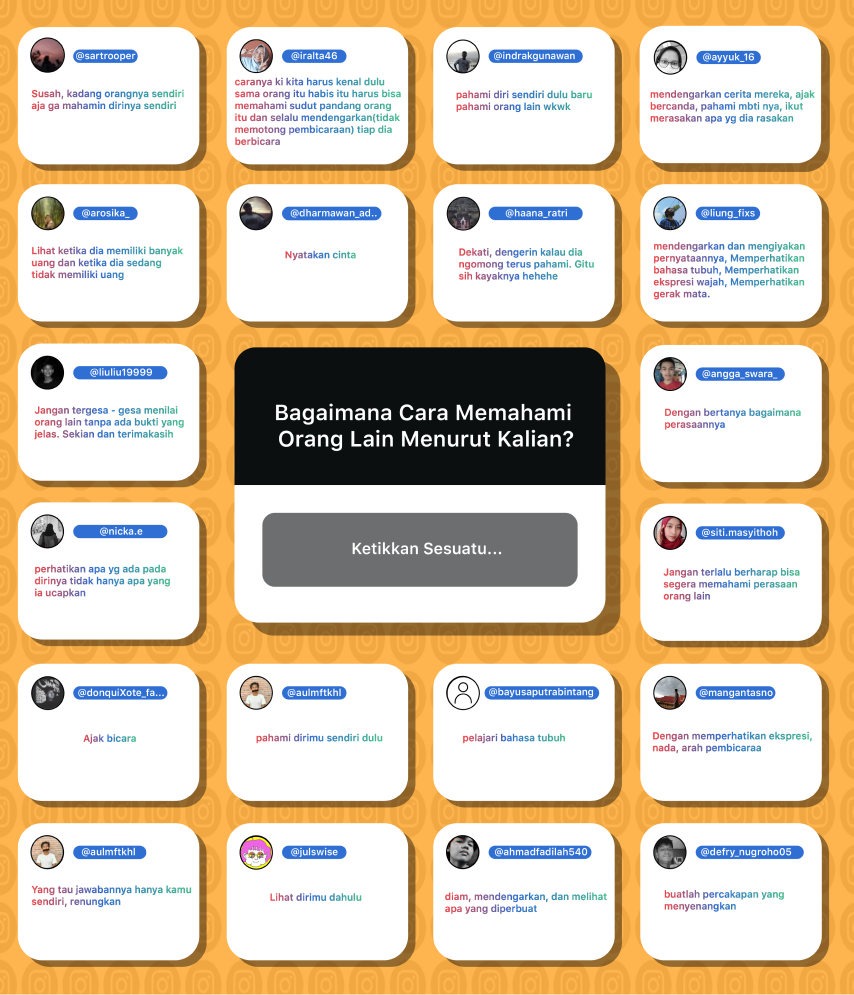 @sartrooper
Susah, kadang orangnya sendiri
aja ga mahamin dirinya sendiri
@iralta46
caranya ki kita harus kenal dulu
sama orang itu habis itu harus bisa
memahami sudut pandang orang
itu dan selalu mendengarkan(tidak
memotong pembicaraan) tiap dia
berbicara
@indrakgunawan
pahami diri sendiri dulu baru
pahami orang lain wkwk
@ayyuk_16
mendengarkan cerita mereka, ajak
bercanda, pahami mbti nya, ikut
merasakan apa yg dia rasakan
@arosika_
Lihat ketika dia memiliki banyak
uang dan ketika dia sedang
tidak memiliki uang
@dharmawan_ad..
Nyatakan cinta
@haana_ratri
Dekati, dengerin kalau dia
ngomong terus pahami. Gitu
sih kayaknya hehehe
@liung_fixs
mendengarkan dan mengiyakan
pernyataannya, Memperhatikan
bahasa tubuh, Memperhatikan
ekspresi wajah, Memperhatikan
gerak mata.
@liuliu19999
Jangan tergesa - gesa menilai
orang lain tanpa ada bukti yang
jelas. Sekian dan terimakasih
Bagaimana Cara Memahami
Orang Lain Menurut Kalian?
Ketikkan Sesuatu...
@angga_swara_
Dengan bertanya bagaimana
perasaannya
@nicka.e
perhatikan apa yg ada pada
dirinya tidak hanya apa yang
ia ucapkan
@siti.masyithoh
Jangan terlalu berharap bisa
segera memahami perasaan
orang lain
@donquiXote_fa...
Ajak bicara
@aulmftkhl
pahami dirimu sendiri dulu
@bayusaputrabintang
pelajari bahasa tubuh
@mangantasno
Dengan memperhatikan ekspresi,
nada, arah pembicaraa
@aulmftkhl
Yang tau jawabannya hanya kamu
sendiri, renungkan
@julswise
Lihat dirimu dahulu
@ahmadfadilah540
diam, mendengarkan, dan melihat
apa yang diperbuat
@defry_nugroho05
buatlah percakapan yang
menyenangkan